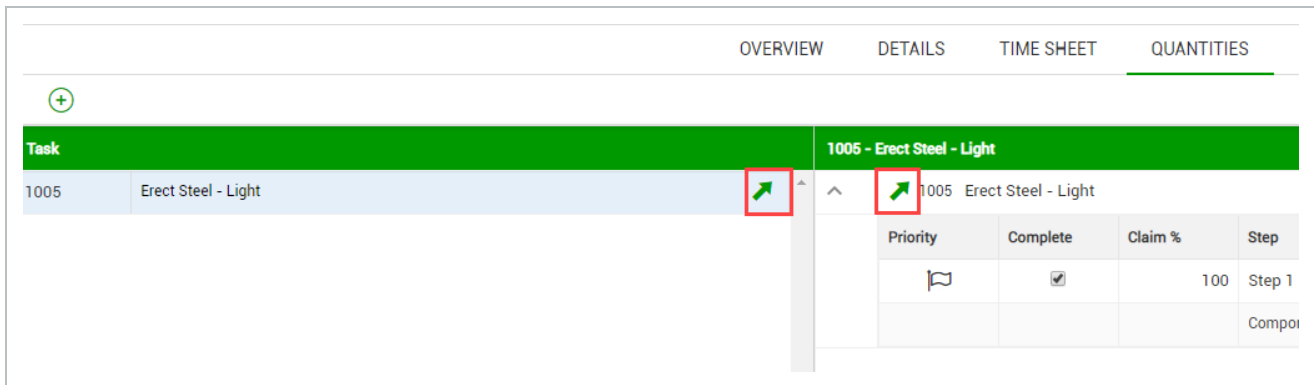 OVERVIEW DETAILS TIME SHEET QUANTITIES
Task
1005 - Erect Steel - Light
1005 Erect Steel - Light
1005 Erect Steel - Light
Priority Complete Claim % Step
100 Step 1